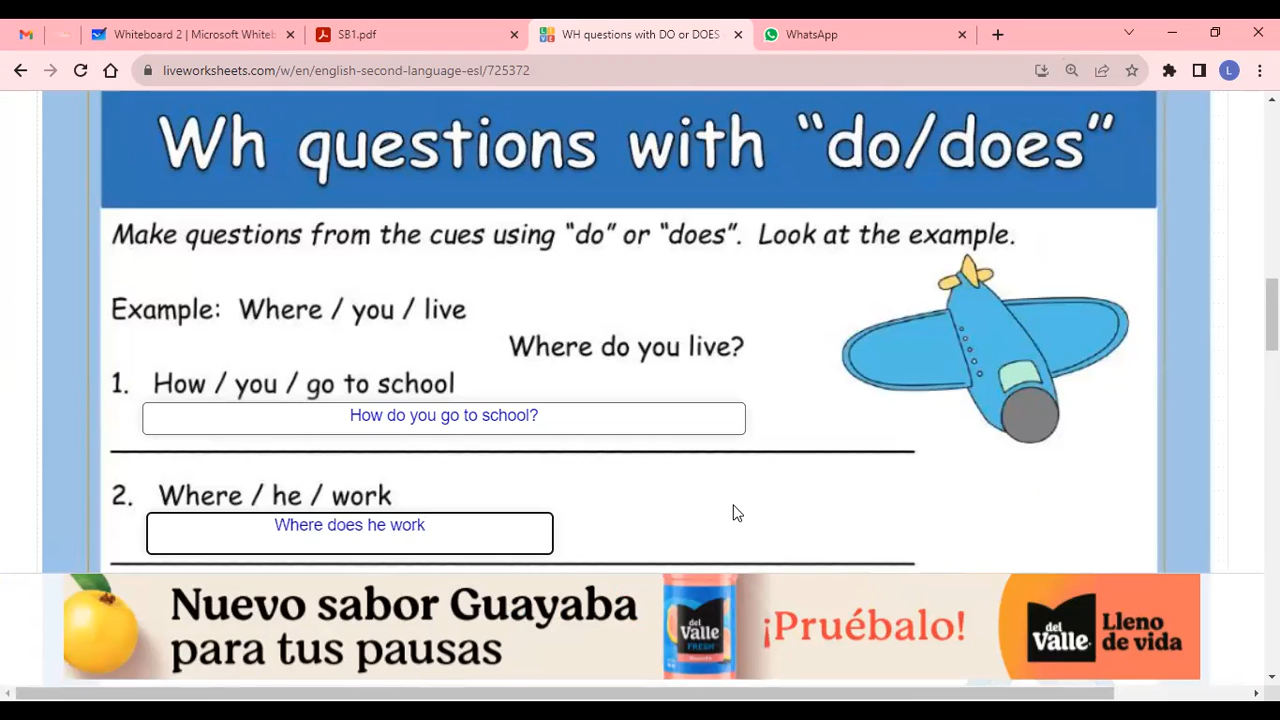 Whiteboard 2 | Microsoft Whiteb
SB1.pdf
WH questions with DO or DOES
WhatsApp
liveworksheets.com/w/en/english-second-language-esl/725372
L
Wh questions with “do/does”
Make questions from the cues using “do” or “does”. Look at the example.
Example: Where / you / live
Where do you live?
1. How / you / go to school
How do you go to school?
2. Where / he / work
Where does he work
Nuevo sabor Guayaba
para tus pausas
del Valle
FRESH
¡Pruébalo!
del Valle
Lleno
de vida